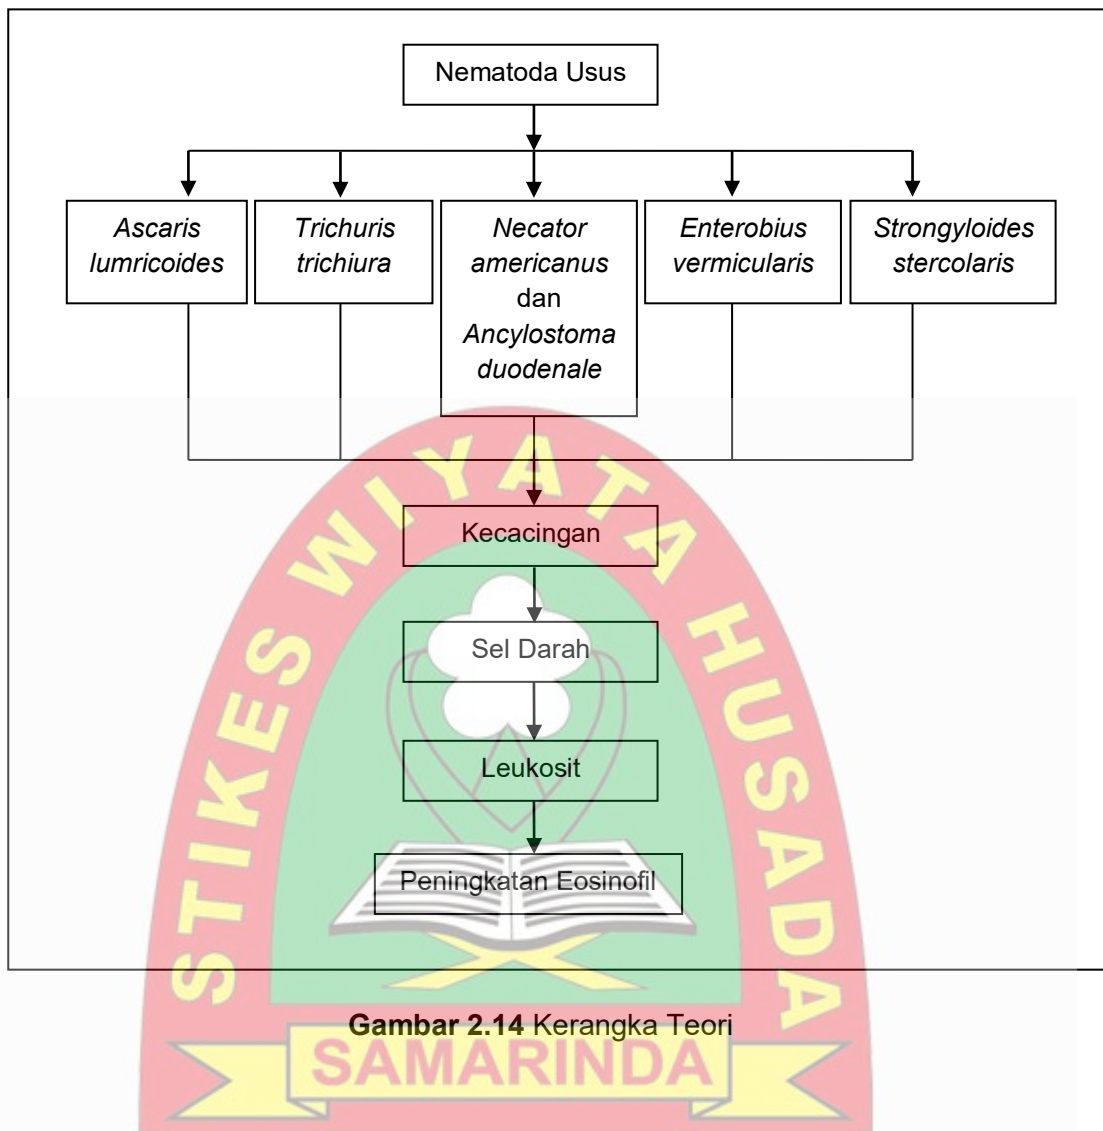 Nematoda Usus
Ascaris
lumricoides
Trichuris
trichiura
Necator
americanus
dan
Ancylostoma
duodenale
Enterobius
vermicularis
Strongyloides
stercolaris
Kecacingan
Sel Darah
Leukosit
Peningkatan Eosinofil
Gambar 2.14 Kerangka Teori
STIKES WIYATA HUSADA
SAMARINDA